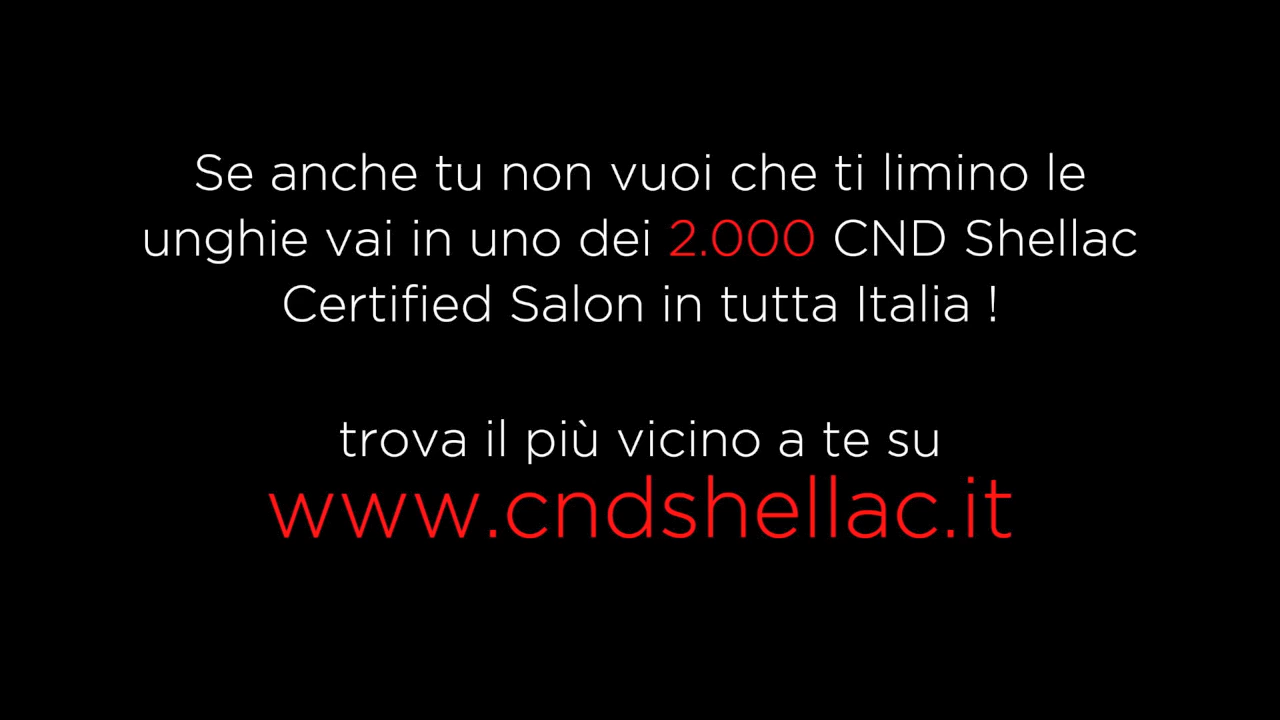 Se anche tu non vuoi che ti limino le
unghie vai in uno dei 2.000 CND Shellac
Certified Salon in tutta Italia !
trova il più vicino a te su
www.cndshellac.it